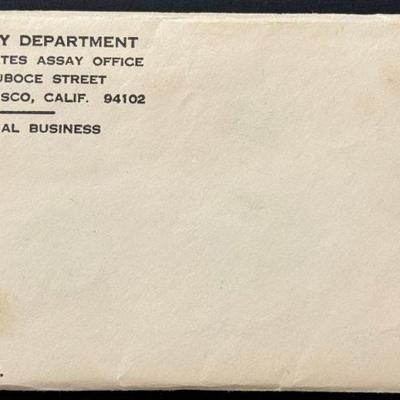 Y DEPARTMENT
TES ASSAY OFFICE
UBOCE STREET
SCO, CALIF. 94102
AL BUSINESS